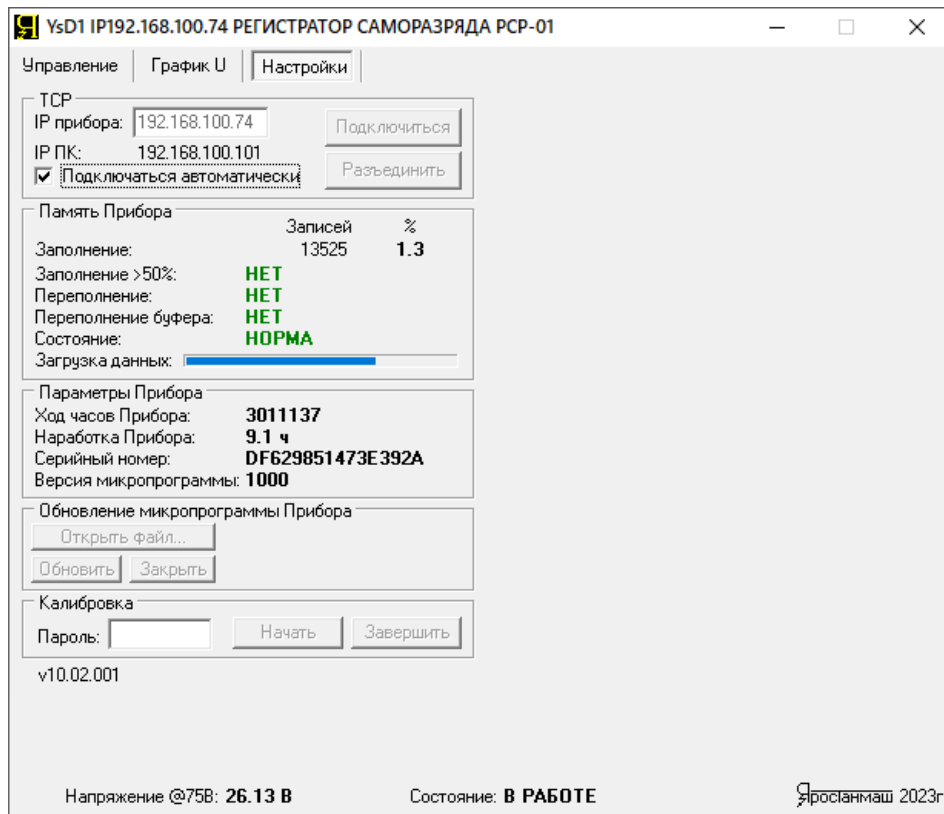 YsD1 IP192.168.100.74 РЕГИСТРАТОР САМОРАЗРЯДА РСР-01
Управление График U Настройки
TCP
IP прибора: 192.168.100.74 Подключиться
IP ПК: 192.168.100.101
Подключаться автоматически Разъединить
Память Прибора
Записей %
Заполнение: 13525 1.3
Заполнение >50%: НЕТ
Переполнение: НЕТ
Переполнение буфера: НЕТ
Состояние: НОРМА
Загрузка данных:
Параметры Прибора
Ход часов Прибора: 3011137
Наработка Прибора: 9.1 ч
Серийный номер: DF629851473E392A
Версия микропрограммы: 1000
Обновление микропрограммы Прибора
Открыть файл...
Обновить Закрыть
Калибровка
Пароль: Начать Завершить
v10.02.001
Напряжение @75В: 26.13 В Состояние: В РАБОТЕ Яростанмаш 2023г